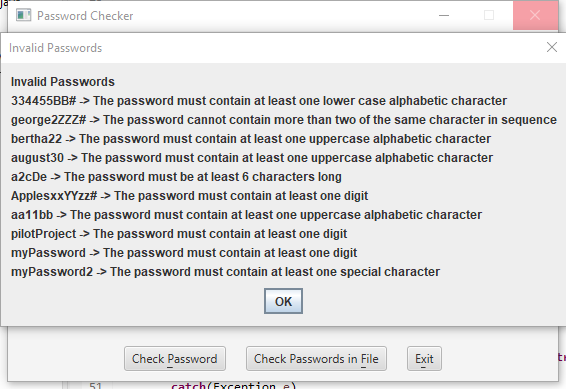 Password Checker
Invalid Passwords
Invalid Passwords
334455BB# -> The password must contain at least one lower case alphabetic character
george2ZZZ# -> The password cannot contain more than two of the same character in sequence
bertha22 -> The password must contain at least one uppercase alphabetic character
august30 -> The password must contain at least one uppercase alphabetic character
a2cDe -> The password must be at least 6 characters long
ApplesxxYYzz# -> The password must contain at least one digit
aa11bb -> The password must contain at least one uppercase alphabetic character
pilotProject -> The password must contain at least one digit
myPassword -> The password must contain at least one digit
myPassword2 -> The password must contain at least one special character
OK
Check Password Check Passwords in File Exit
51 catch(Exception e)